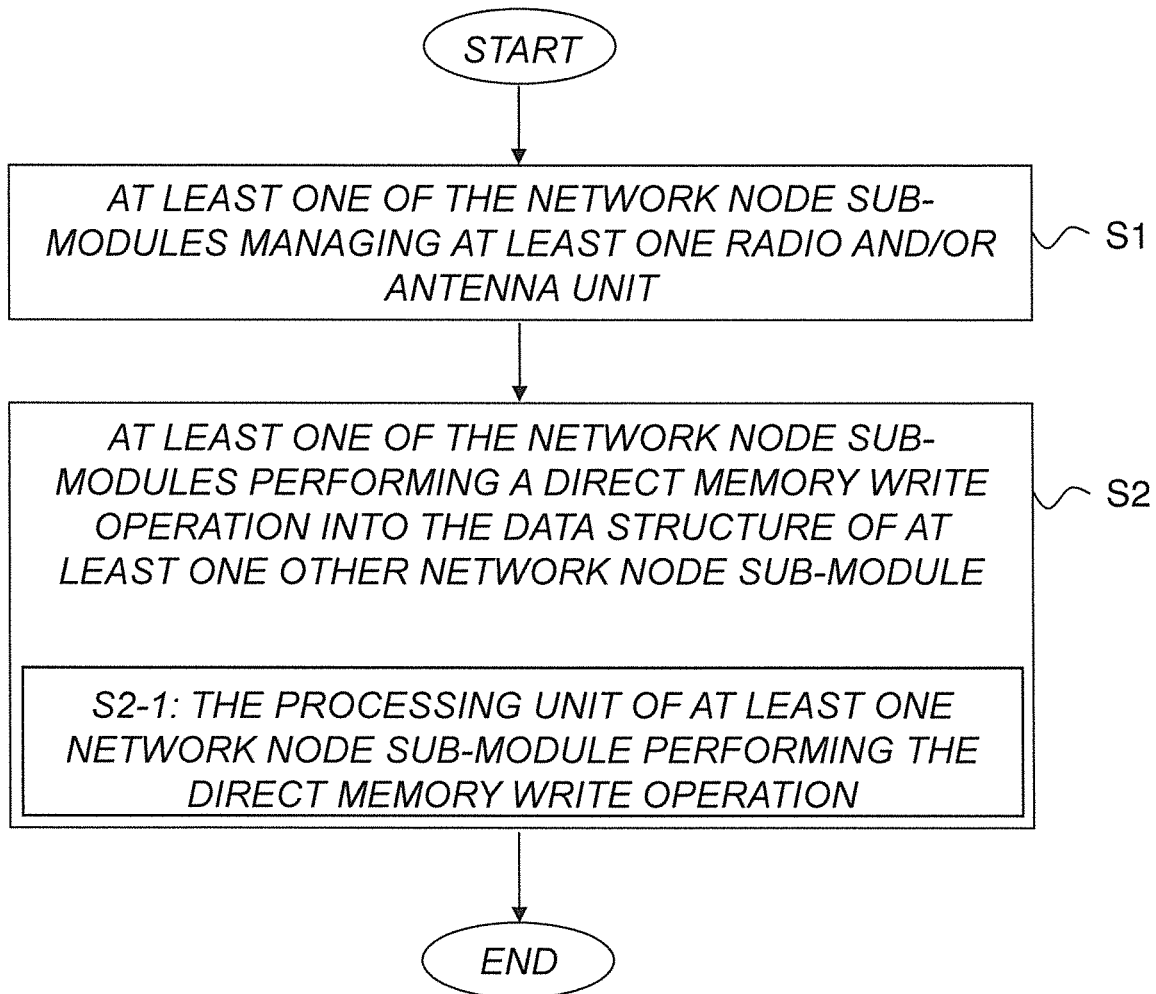 START
AT LEAST ONE OF THE NETWORK NODE SUB-
MODULES MANAGING AT LEAST ONE RADIO AND/OR
ANTENNA UNIT
S1
AT LEAST ONE OF THE NETWORK NODE SUB-
MODULES PERFORMING A DIRECT MEMORY WRITE
OPERATION INTO THE DATA STRUCTURE OF AT
LEAST ONE OTHER NETWORK NODE SUB-MODULE
S2
S2-1: THE PROCESSING UNIT OF AT LEAST ONE
NETWORK NODE SUB-MODULE PERFORMING THE
DIRECT MEMORY WRITE OPERATION
END